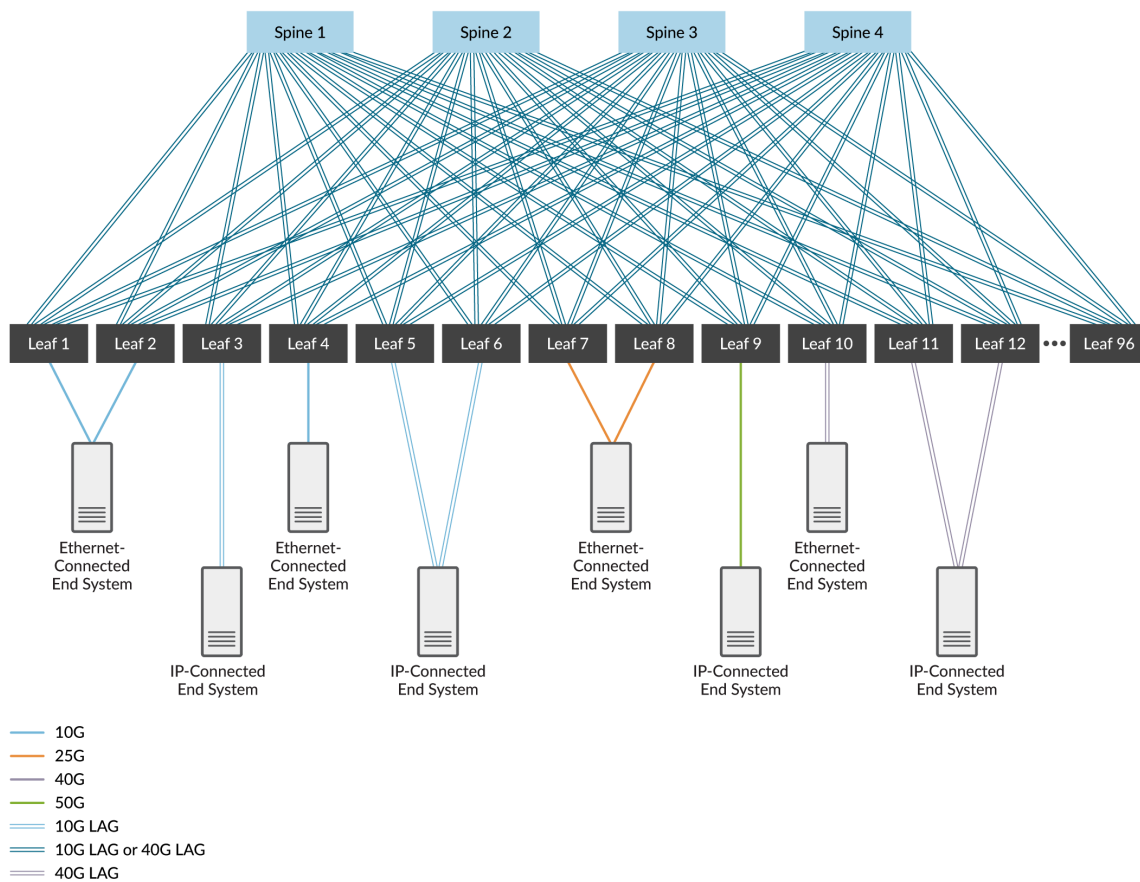 Spine 1
Spine 2
Spine 3
Spine 4
Leaf 1
Leaf 2
Leaf 3
Leaf 4
Leaf 5
Leaf 6
Leaf 7
Leaf 8
Leaf 9
Leaf 10
Leaf 11
Leaf 12
•••
Leaf 96
Ethernet-
Connected
End System
Ethernet-
Connected
End System
Ethernet-
Connected
End System
Ethernet-
Connected
End System
IP-Connected
End System
IP-Connected
End System
IP-Connected
End System
IP-Connected
End System
10G
25G
40G
50G
10G LAG
10G LAG or 40G LAG
40G LAG